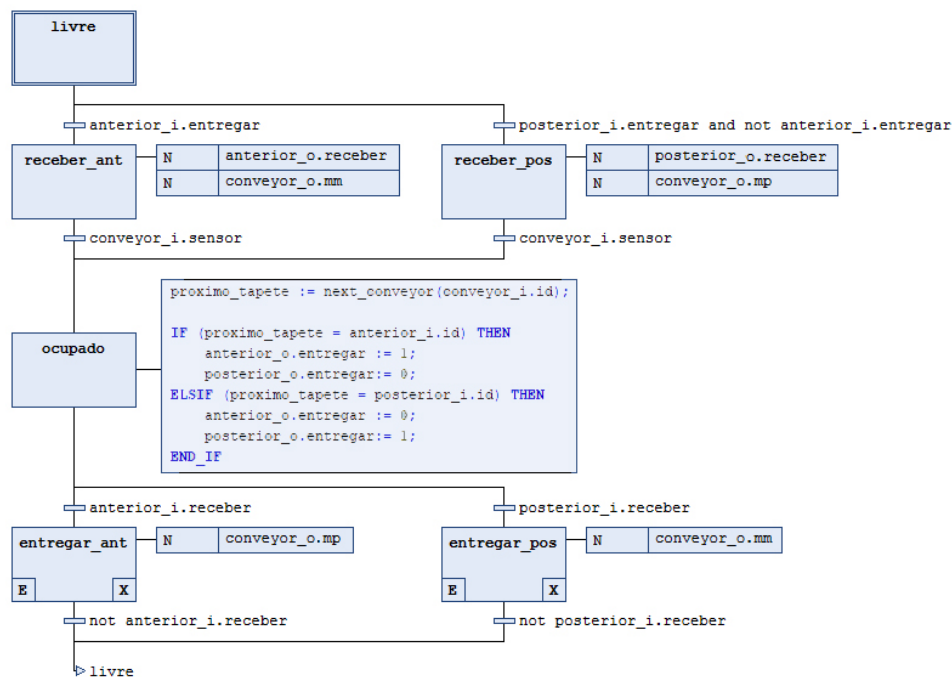 livre
anterior_i.entregar
posterior_i.entregar and not anterior_i.entregar
receber_ant
N anterior_o.receber
N conveyor_o.mm
receber_pos
N posterior_o.receber
N conveyor_o.mp
conveyor_i.sensor
conveyor_i.sensor
ocupado
proximo_tapete := next_conveyor(conveyor_i.id);
IF (proximo_tapete = anterior_i.id) THEN
anterior_o.entregar := 1;
posterior_o.entregar:= 0;
ELSIF (proximo_tapete = posterior_i.id) THEN
anterior_o.entregar := 0;
posterior_o.entregar:= 1;
END_IF
anterior_i.receber
posterior_i.receber
entregar_ant
N conveyor_o.mp
E X
entregar_pos
N conveyor_o.mm
E X
not anterior_i.receber
not posterior_i.receber
livre